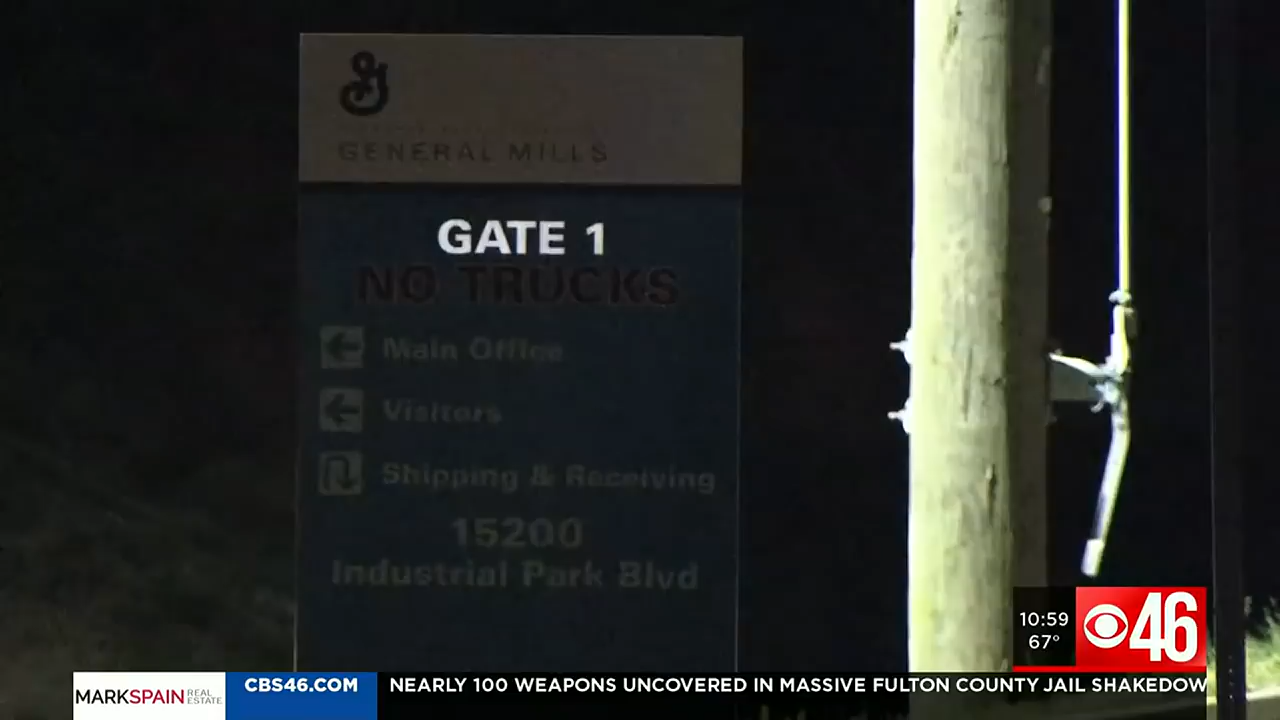 GENERAL MILLS
GATE 1
NO TRUCKS
Main Office
Visitors
Shipping & Receiving
15200
Industrial Park Blvd
10:59
67°
46
MARKSPAIN REAL ESTATE
CBS46.COM
NEARLY 100 WEAPONS UNCOVERED IN MASSIVE FULTON COUNTY JAIL SHAKEDOW